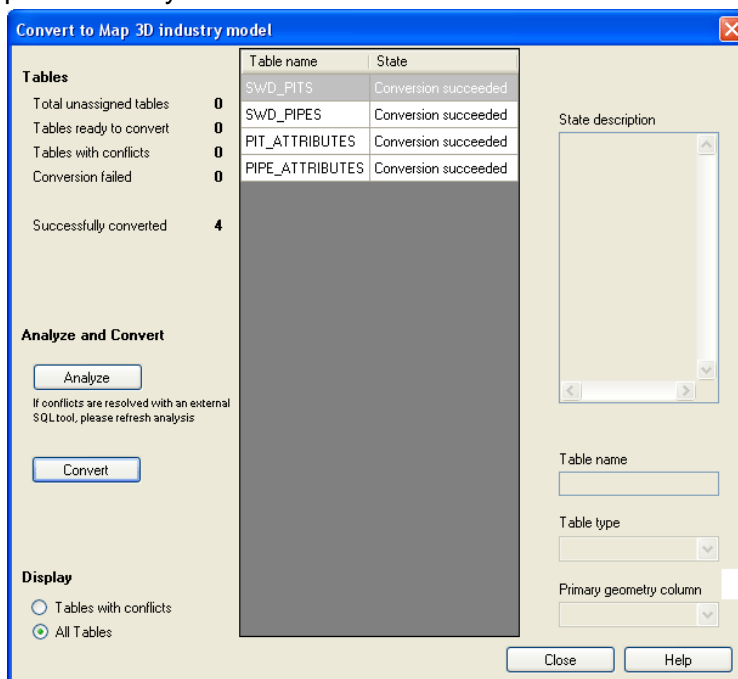 Convert to Map 3D industry model
Tables
Total unassigned tables 0
Tables ready to convert 0
Tables with conflicts 0
Conversion failed 0
Successfully converted 4
Analyze and Convert
Analyze
If conflicts are resolved with an external
SQL tool, please refresh analysis
Convert
Display
Tables with conflicts
All Tables
Table name State
SWD_PITS Conversion succeeded
SWD_PIPES Conversion succeeded
PIT_ATTRIBUTES Conversion succeeded
PIPE_ATTRIBUTES Conversion succeeded
State description
Table name
Table type
Primary geometry column
Close Help